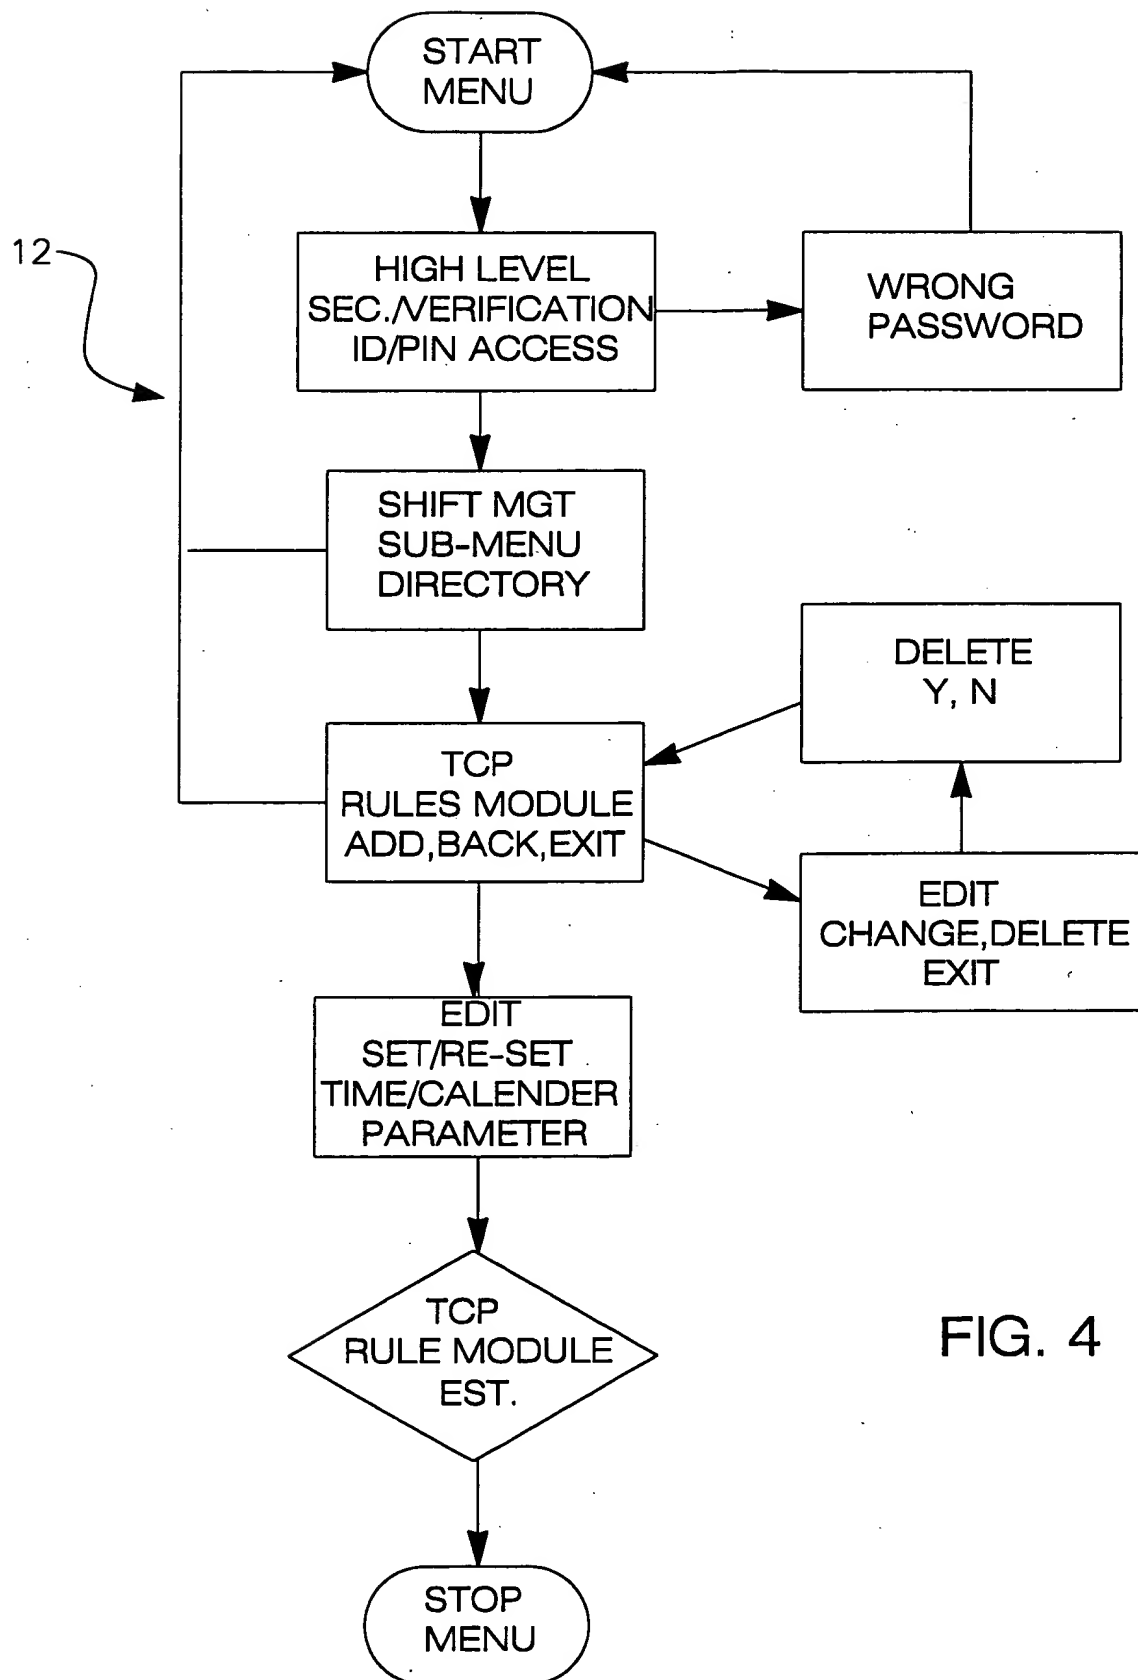 START
MENU
12
HIGH LEVEL
SEC./VERIFICATION
ID/PIN ACCESS
WRONG
PASSWORD
SHIFT MGT
SUB-MENU
DIRECTORY
DELETE
Y, N
TCP
RULES MODULE
ADD,BACK,EXIT
EDIT
CHANGE,DELETE
EXIT
EDIT
SET/RE-SET
TIME/CALENDER
PARAMETER
TCP
RULE MODULE
EST.
FIG. 4
STOP
MENU